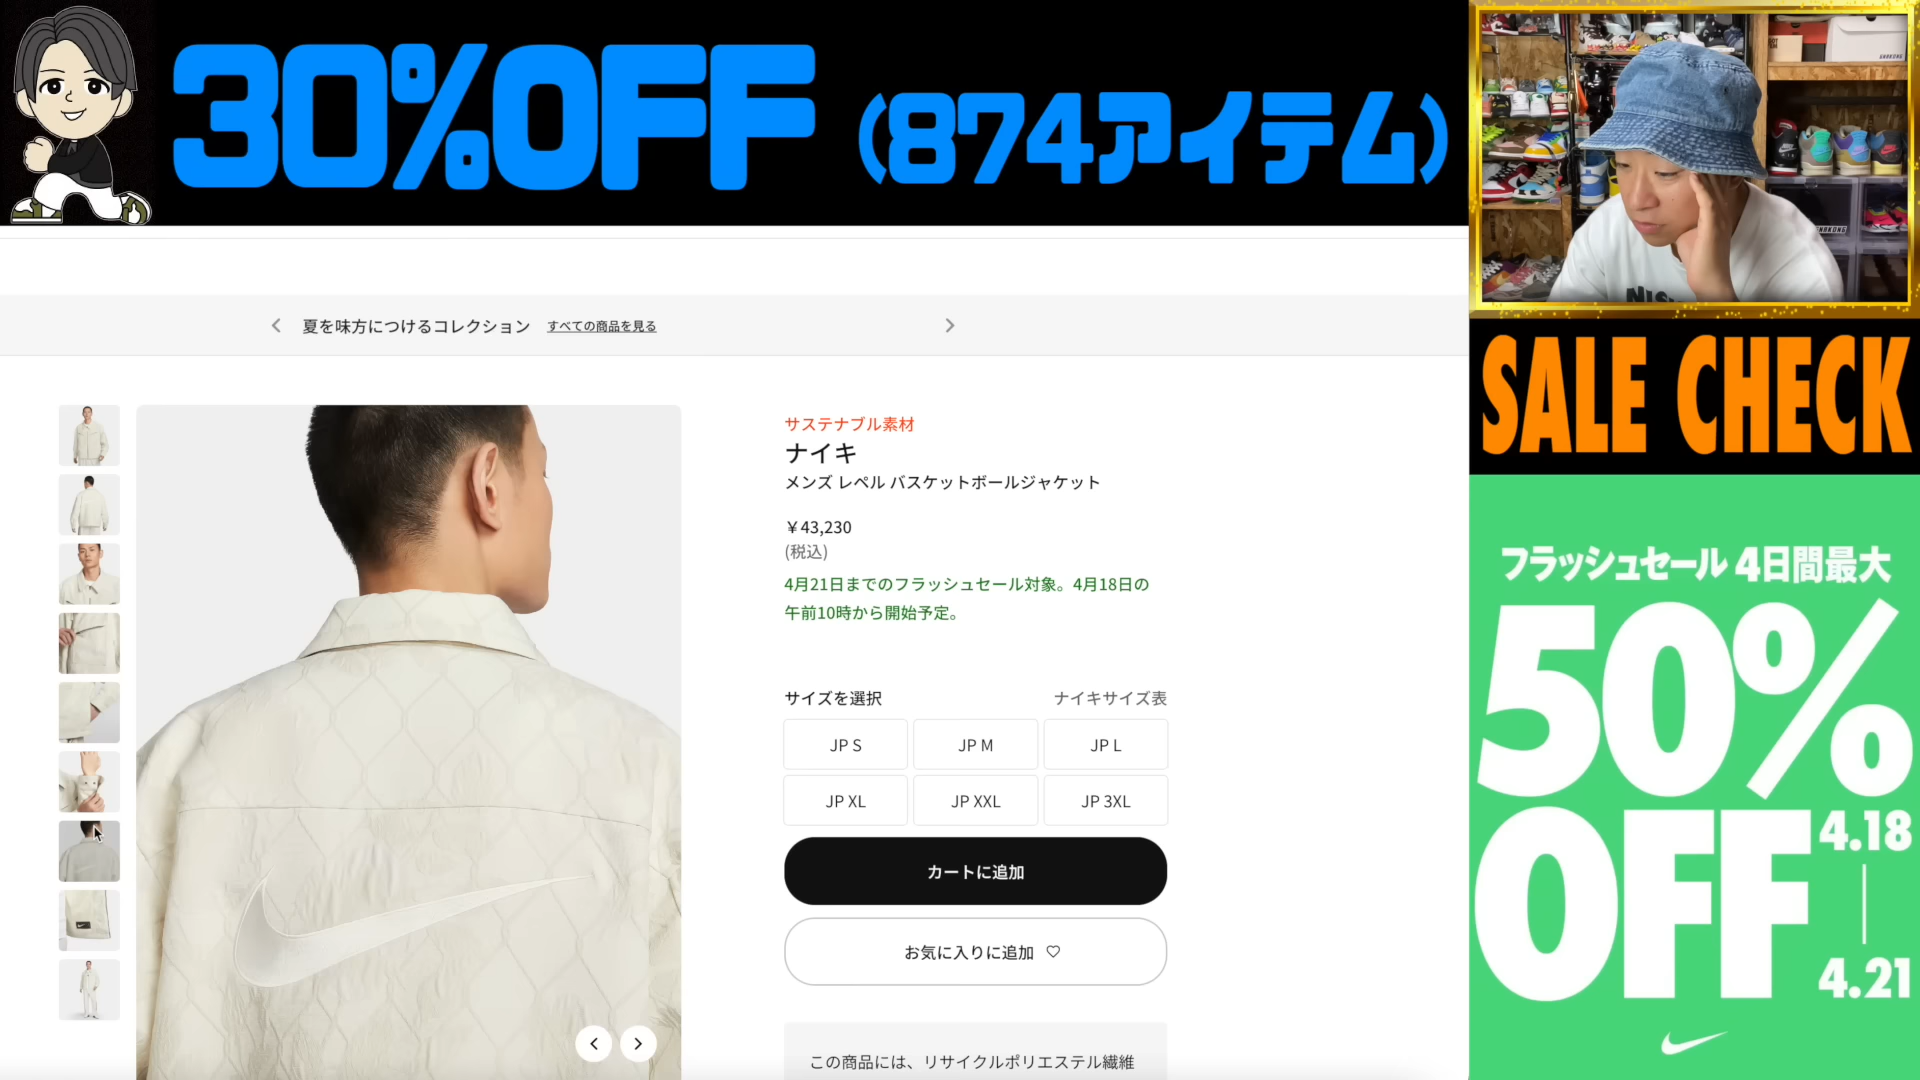 30%OFF (874アイテム)
夏を味方につけるコレクション すべての商品を見る
サステナブル素材
ナイキ
メンズ レペル バスケットボールジャケット
￥43,230
(税込)
4月21日までのフラッシュセール対象。4月18日の
午前10時から開始予定。
サイズを選択 ナイキサイズ表
JP S JP M JP L
JP XL JP XXL JP 3XL
カートに追加
お気に入りに追加
この商品には、リサイクルポリエステル繊維
SALE CHECK
フラッシュセール 4日間最大
50%
OFF
4.18
4.21